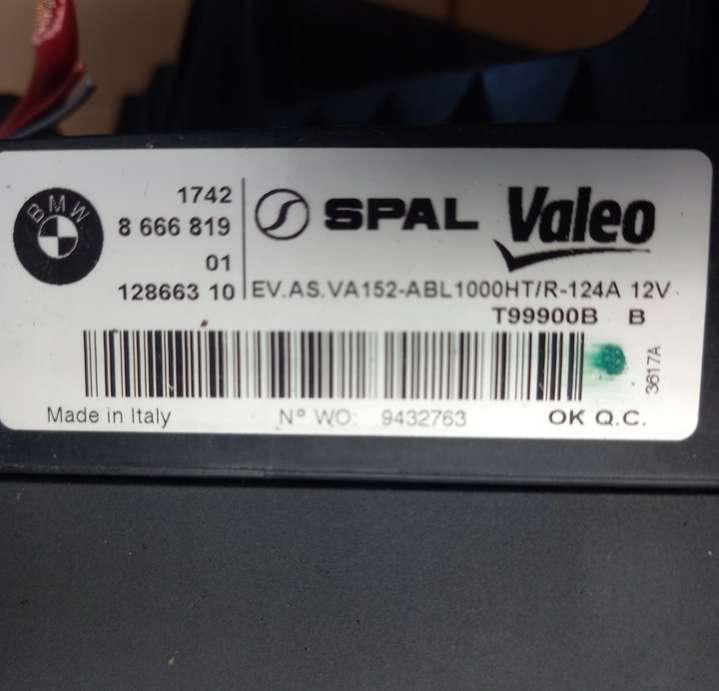 BMW
1742
8 666 819
01
128663 10
SPAL Valeo
EV.AS.VA152-ABL1000HT/R-124A 12V
T99900B B
3617A
Made in Italy Nº WO: 9432763 OK Q.C.